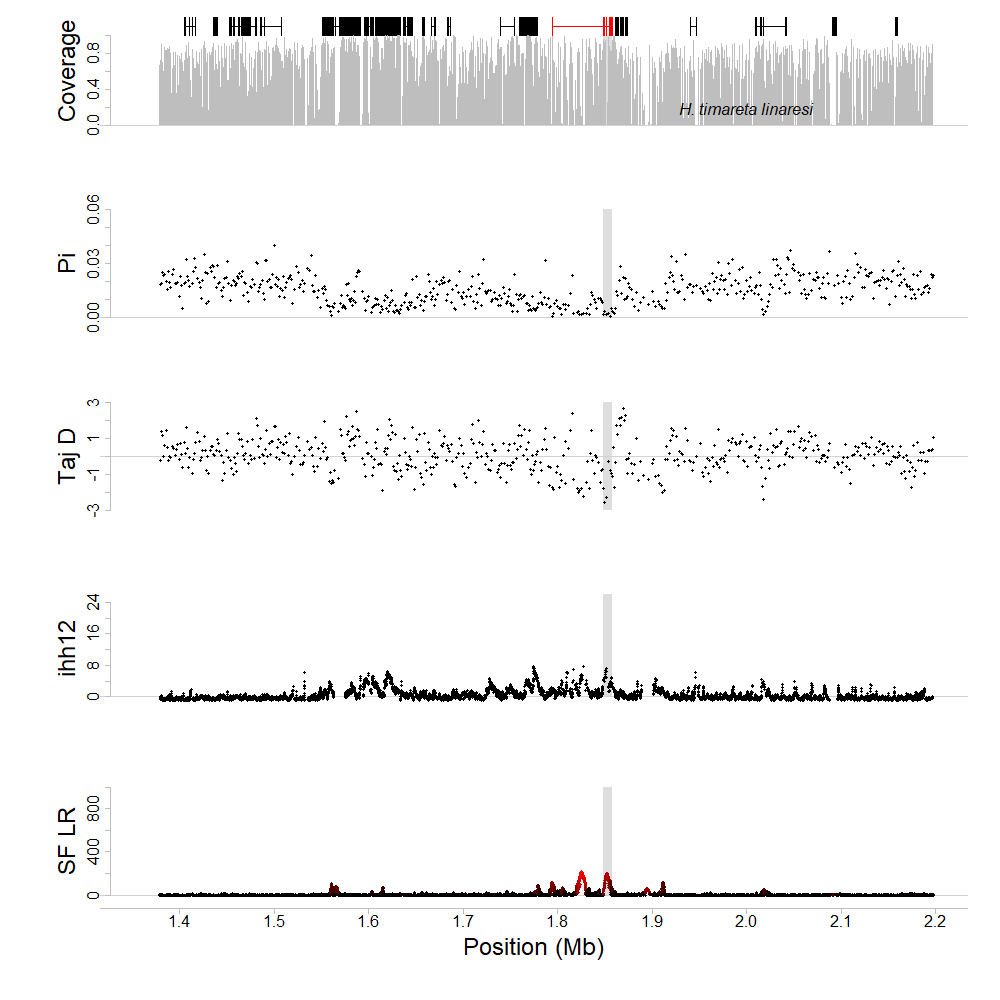 Coverage
0.0 0.4 0.8
H. timareta linaresi
Pi
0.00 0.03 0.06
Taj D
-3 -1 1 3
ihh12
0 8 16 24
SF LR
0 400 800
1.4 1.5 1.6 1.7 1.8 1.9 2.0 2.1 2.2
Position (Mb)